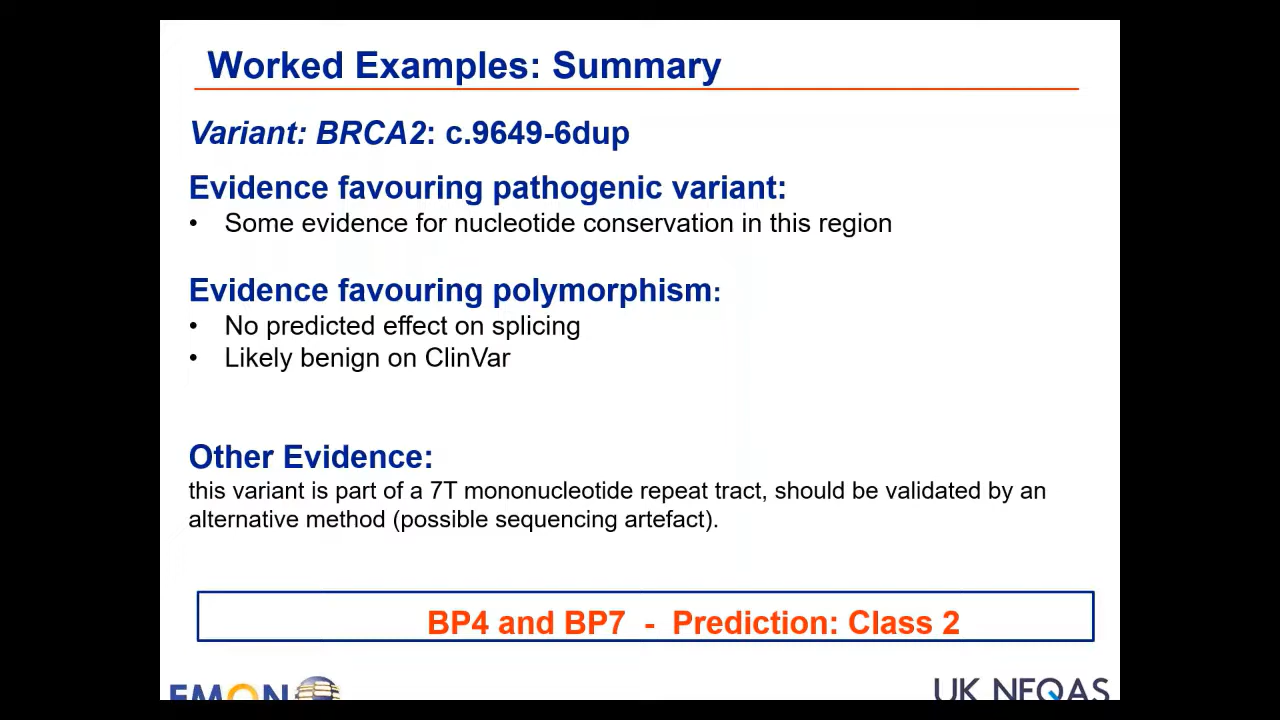 Worked Examples: Summary
Variant: BRCA2: c.9649-6dup
Evidence favouring pathogenic variant:
• Some evidence for nucleotide conservation in this region
Evidence favouring polymorphism:
• No predicted effect on splicing
• Likely benign on ClinVar
Other Evidence:
this variant is part of a 7T mononucleotide repeat tract, should be validated by an
alternative method (possible sequencing artefact).
BP4 and BP7 - Prediction: Class 2
EMQN
UK NEQAS